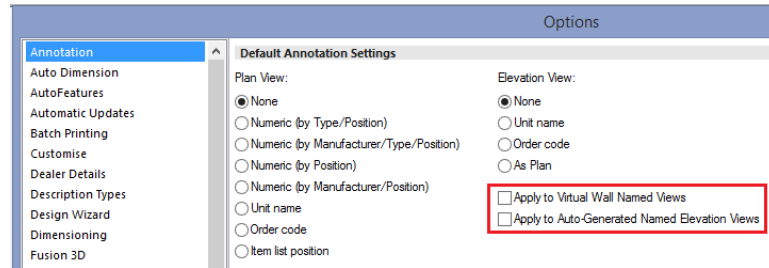 Options
Annotation
Auto Dimension
AutoFeatures
Automatic Updates
Batch Printing
Customise
Dealer Details
Description Types
Design Wizard
Dimensioning
Fusion 3D
Default Annotation Settings
Plan View:
None
Numeric (by Type/Position)
Numeric (by Manufacturer/Type/Position)
Numeric (by Position)
Numeric (by Manufacturer/Position)
Unit name
Order code
Item list position
Elevation View:
None
Unit name
Order code
As Plan
Apply to Virtual Wall Named Views
Apply to Auto-Generated Named Elevation Views